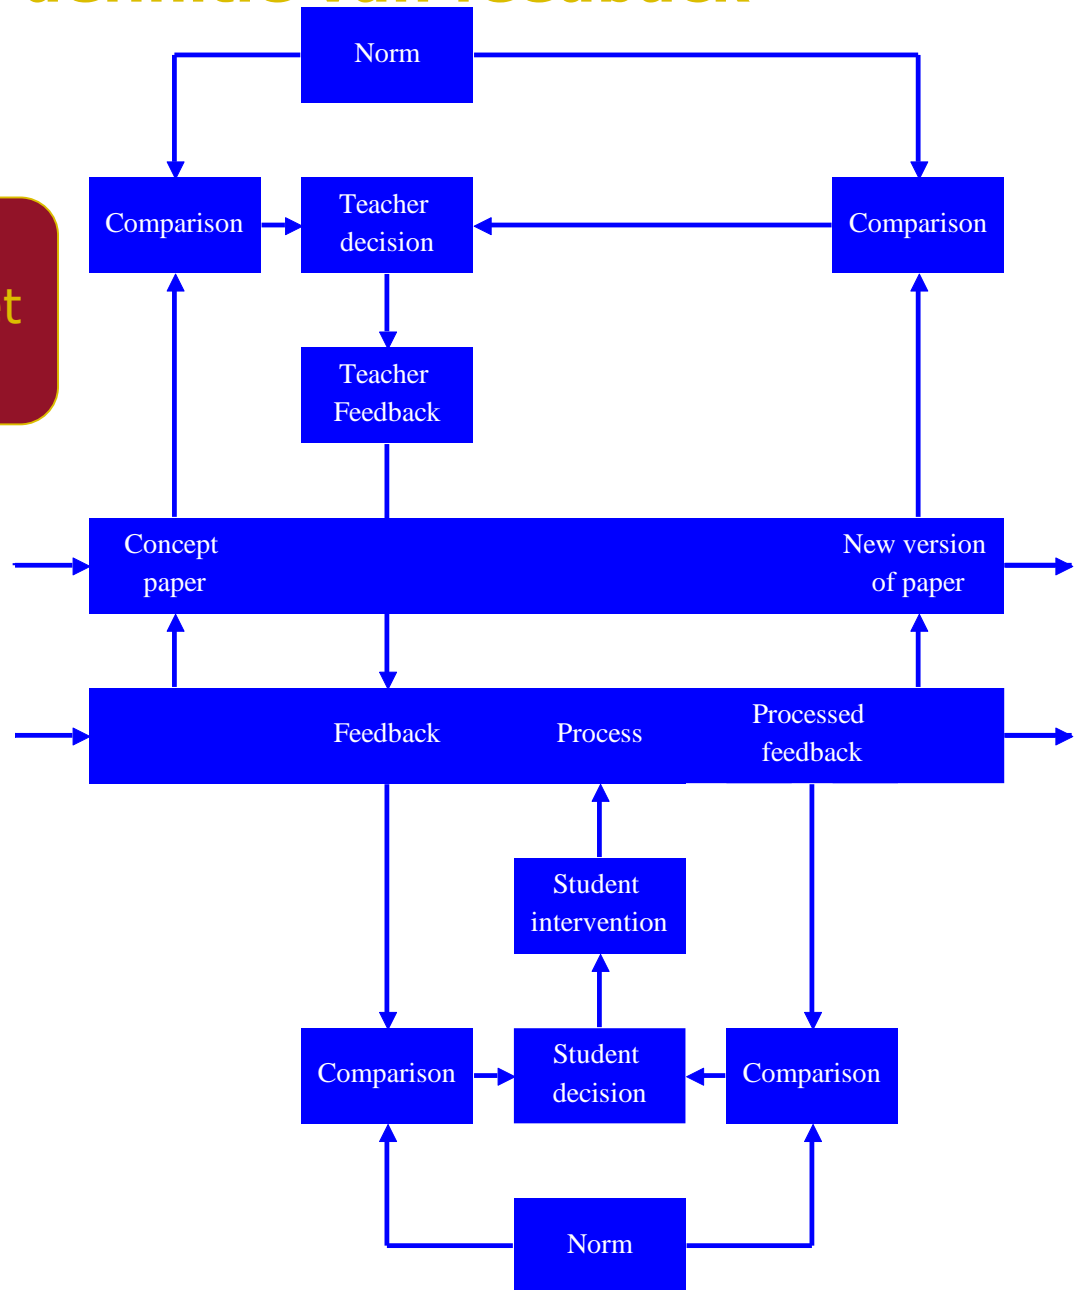 Norm
Comparison
Teacher
decision
Comparison
Teacher
Feedback
Concept
paper
New version
of paper
Feedback
Process
Processed
feedback
Student
intervention
Comparison
Student
decision
Comparison
Norm